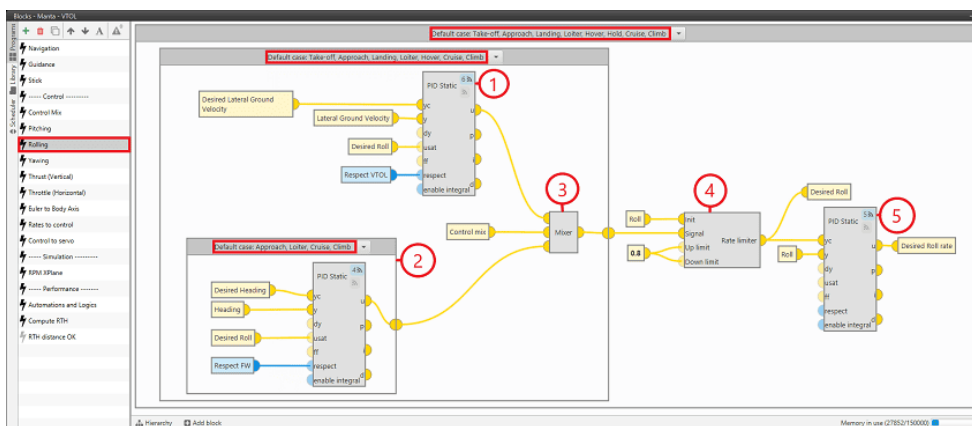 Blocks - Manta - VTOL
Programs
Library
Scheduler
Navigation
Guidance
Stick
----- Control ---------
Control Mix
Pitching
Rolling
Yawing
Thrust (Vertical)
Throttle (Horizontal)
Euler to Body Axis
Rates to control
Control to servo
----- Simulation ---------
RPM XPlane
----- Performance -------
Automations and Logics
Compute RTH
RTH distance OK
Default case: Take-off, Approach, Landing, Loiter, Hover, Hold, Cruise, Climb
Default case: Take-off, Approach, Landing, Loiter, Hover, Cruise, Climb
1
PID Static
Desired Lateral Ground
Velocity
Lateral Ground Velocity
Desired Roll
Respect VTOL
yc
y
dy
usat
ff
respect
enable integral
u
p
i
d
Default case: Approach, Loiter, Cruise, Climb
2
PID Static
Desired Heading
Heading
Desired Roll
Respect FW
yc
y
dy
usat
ff
respect
enable integral
u
p
i
d
3
Control mix
Mixer
4
Roll
0.8
Init
Signal
Up limit
Down limit
Rate limiter
Desired Roll
5
PID Static
Roll
yc
y
dy
usat
ff
respect
enable integral
u
p
i
d
Desired Roll rate
Hierarchy
Add block
Memory in use (27852/150000)